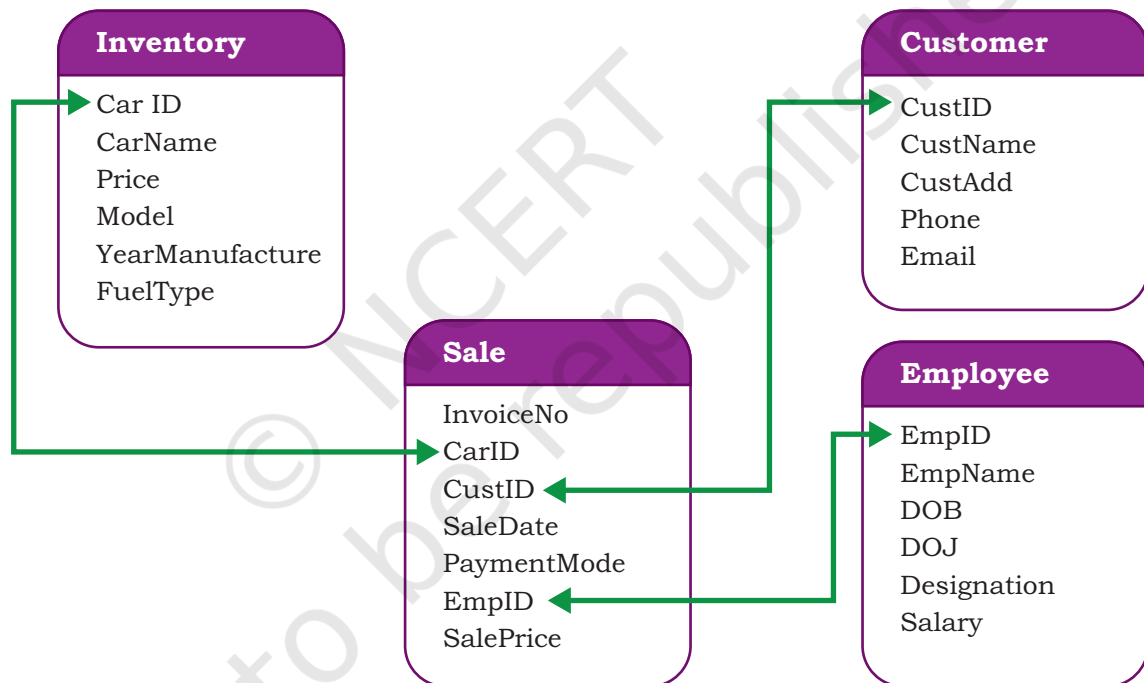 Inventory
Car ID
CarName
Price
Model
YearManufacture
FuelType
Customer
CustID
CustName
CustAdd
Phone
Email
Sale
InvoiceNo
CarID
CustID
SaleDate
PaymentMode
EmpID
SalePrice
Employee
EmpID
EmpName
DOB
DOJ
Designation
Salary
© NCERT
to be republishe